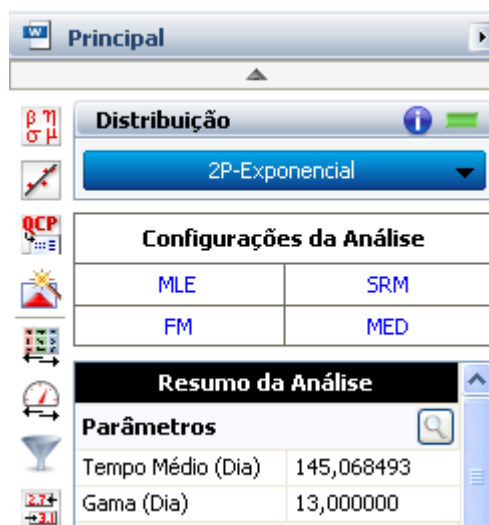 Principal
Distribuição
2P-Exponencial
Configurações da Análise
MLE SRM
FM MED
Resumo da Análise
Parâmetros
Tempo Médio (Dia) 145,068493
Gama (Dia) 13,000000
β η
σ μ
QCP